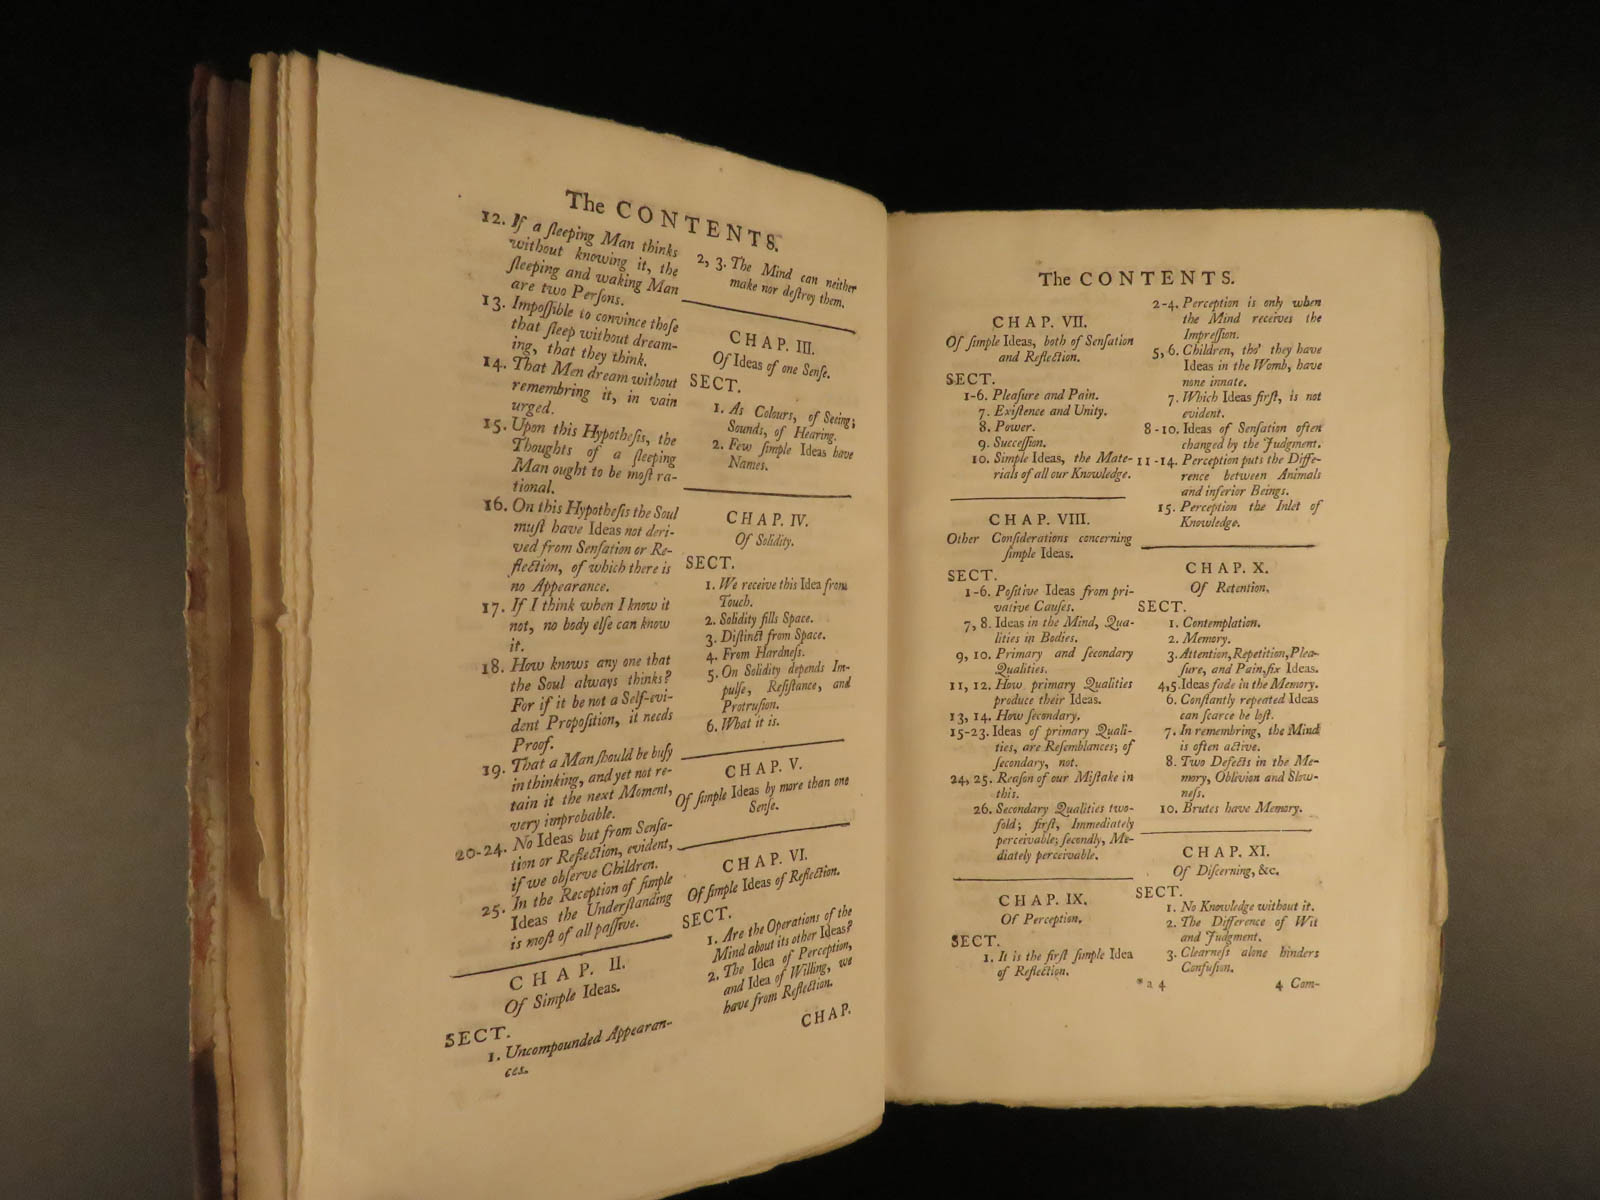 The CONTENTS.
12. If a ſleeping Man thinks
without knowing it, the
ſleeping and waking Man
are two Perſons.
13. Impoſſible to convince thoſe
that ſleep without dream-
ing, that they think.
14. That Men dream without
remembring it, in vain
urged.
15. Upon this Hypotheſis, the
Thoughts of a ſleeping
Man ought to be moſt ra-
tional.
16. On this Hypotheſis the Soul
muſt have Ideas not deri-
ved from Senſation or Re-
flection, of which there is
no Appearance.
17. If I think when I know it
not, no body elſe can know
it.
18. How knows any one that
the Soul always thinks?
For if it be not a Self-evi-
dent Propoſition, it needs
Proof.
19. That a Man ſhould be buſy
in thinking, and yet not re-
tain it the next Moment,
very improbable.
20-24. No Ideas but from Senſa-
tion or Reflection, evident,
if we obſerve Children.
25. In the Reception of ſimple
Ideas the Underſtanding
is moſt of all paſſive.
CHAP. II.
Of Simple Ideas.
SECT.
1. Uncompounded Appearan-
ces.
2, 3. The Mind can neither
make nor deſtroy them.
CHAP. III.
Of Ideas of one Senſe.
SECT.
1. As Colours, of Seeing;
Sounds, of Hearing.
2. Few ſimple Ideas have
Names.
CHAP. IV.
Of Solidity.
SECT.
1. We receive this Idea from
Touch.
2. Solidity fills Space.
3. Diſtinct from Space.
4. From Hardneſs.
5. On Solidity depends Im-
pulſe, Reſiſtance, and
Protruſion.
6. What it is.
CHAP. V.
Of ſimple Ideas by more than one
Senſe.
CHAP. VI.
Of ſimple Ideas of Reflection.
SECT.
1. Are the Operations of the
Mind about its other Ideas?
2. The Idea of Perception,
and Idea of Willing, we
have from Reflection.
CHAP.
The CONTENTS.
CHAP. VII.
Of ſimple Ideas, both of Senſation
and Reflection.
SECT.
1-6. Pleaſure and Pain.
7. Exiſtence and Unity.
8. Power.
9. Succeſſion.
10. Simple Ideas, the Mate-
rials of all our Knowledge.
CHAP. VIII.
Other Conſiderations concerning
ſimple Ideas.
SECT.
1-6. Poſitive Ideas from pri-
vative Cauſes.
7, 8. Ideas in the Mind, Qua-
lities in Bodies.
9, 10. Primary and ſecondary
Qualities.
11, 12. How primary Qualities
produce their Ideas.
13, 14. How ſecondary.
15-23. Ideas of primary Quali-
ties, are Reſemblances; of
ſecondary, not.
24, 25. Reaſon of our Miſtake in
this.
26. Secondary Qualities two-
fold; firſt, Immediately
perceivable; ſecondly, Me-
diately perceivable.
CHAP. IX.
Of Perception.
SECT.
1. It is the firſt ſimple Idea
of Reflection.
2-4. Perception is only when
the Mind receives the
Impreſſion.
5, 6. Children, tho' they have
Ideas in the Womb, have
none innate.
7. Which Ideas firſt, is not
evident.
8-10. Ideas of Senſation often
changed by the Judgment.
11-14. Perception puts the Diffe-
rence between Animals
and inferior Beings.
15. Perception the Inlet of
Knowledge.
CHAP. X.
Of Retention.
SECT.
1. Contemplation.
2. Memory.
3. Attention, Repetition, Plea-
ſure, and Pain, fix Ideas.
4, 5. Ideas fade in the Memory.
6. Conſtantly repeated Ideas
can ſcarce be loſt.
7. In remembring, the Mind
is often active.
8. Two Defects in the Me-
mory, Oblivion and Slow-
neſs.
10. Brutes have Memory.
CHAP. XI.
Of Diſcerning, &c.
SECT.
1. No Knowledge without it.
2. The Difference of Wit
and Judgment.
3. Clearneſs alone hinders
Confuſion.
*a 4
4 Com-